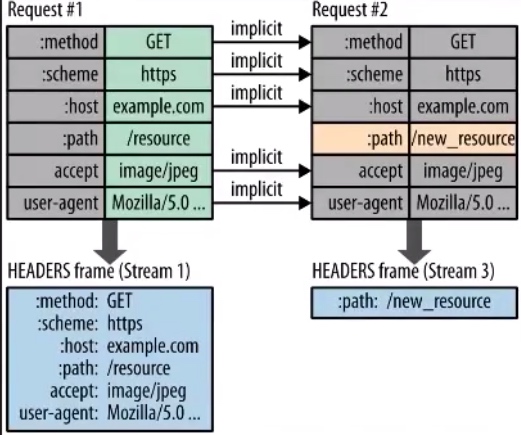 Request #1
:method GET
:scheme https
:host example.com
:path /resource
accept image/jpeg
user-agent Mozilla/5.0 ...
implicit
implicit
implicit
implicit
implicit
Request #2
:method GET
:scheme https
:host example.com
:path /new_resource
accept image/jpeg
user-agent Mozilla/5.0 ...
HEADERS frame (Stream 1)
:method: GET
:scheme: https
:host: example.com
:path: /resource
accept: image/jpeg
user-agent: Mozilla/5.0 ...
HEADERS frame (Stream 3)
:path: /new_resource